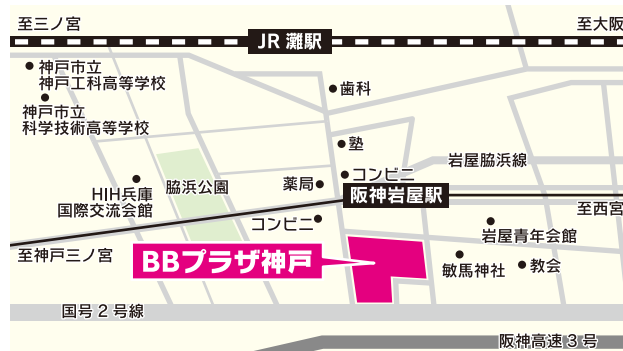 至三ノ宮
至大阪
JR 灘駅
神戸市立
神戸工科高等学校
歯科
神戸市立
科学技術高等学校
塾
岩屋脇浜線
コンビニ
脇浜公園
薬局
HIH兵庫
国際交流会館
阪神岩屋駅
至西宮
コンビニ
岩屋青年会館
至神戸三ノ宮
BBプラザ神戸
敏馬神社
教会
国号2号線
阪神高速3号